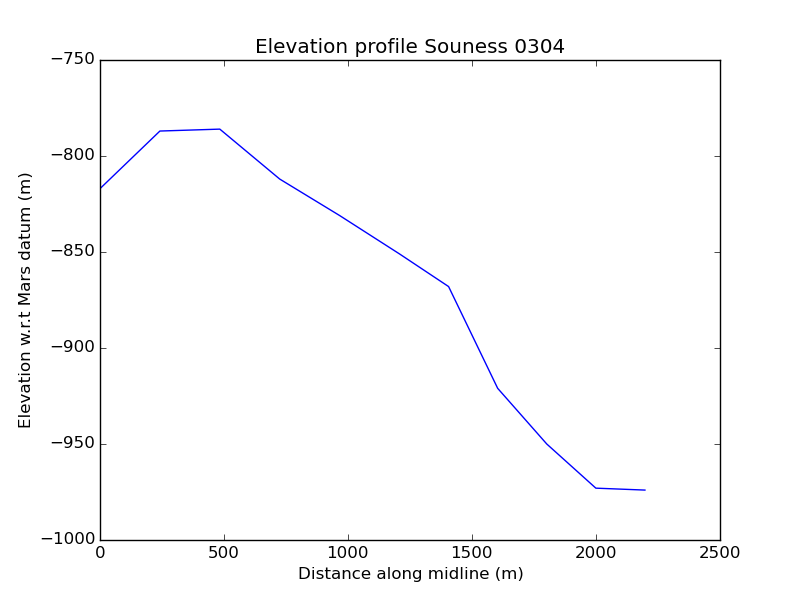 Elevation profile Souness 0304
−750
−800
−850
−900
−950
−1000
Elevation w.r.t Mars datum (m)
0 500 1000 1500 2000 2500
Distance along midline (m)